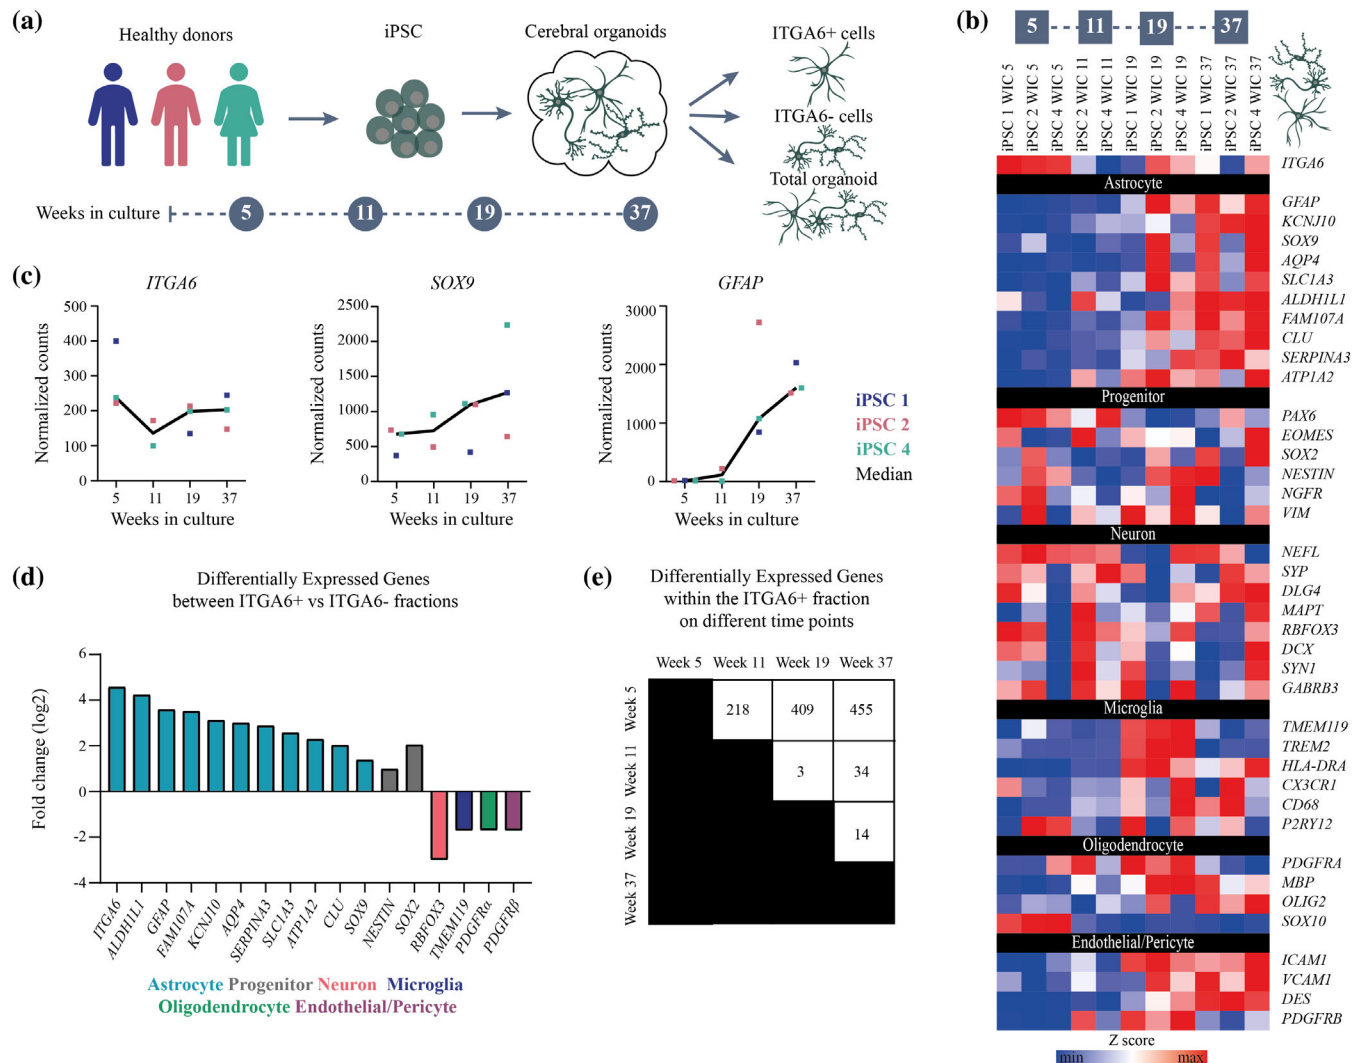 (a)
Healthy donors
iPSC
Cerebral organoids
ITGA6+ cells
ITGA6- cells
Total organoid
Weeks in culture
5
11
19
37
(b)
5
11
19
37
iPSC 1 WIC 5
iPSC 2 WIC 5
iPSC 4 WIC 5
iPSC 2 WIC 11
iPSC 4 WIC 11
iPSC 1 WIC 19
iPSC 2 WIC 19
iPSC 4 WIC 19
iPSC 1 WIC 37
iPSC 2 WIC 37
iPSC 4 WIC 37
ITGA6
Astrocyte
GFAP
KCNJ10
SOX9
AQP4
SLC1A3
ALDH1L1
FAM107A
CLU
SERPINA3
ATP1A2
Progenitor
PAX6
EOMES
SOX2
NESTIN
NGFR
VIM
Neuron
NEFL
SYP
DLG4
MAPT
RBFOX3
DCX
SYN1
GABRB3
Microglia
TMEM119
TREM2
HLA-DRA
CX3CR1
CD68
P2RY12
Oligodendrocyte
PDGFRA
MBP
OLIG2
SOX10
Endothelial/Pericyte
ICAM1
VCAM1
DES
PDGFRB
Z score
min
max
(c)
ITGA6
Normalized counts
500
400
300
200
100
0
5
11
19
37
Weeks in culture
SOX9
Normalized counts
2500
2000
1500
1000
500
0
5
11
19
37
Weeks in culture
GFAP
Normalized counts
3000
2000
1000
0
5
11
19
37
Weeks in culture
iPSC 1
iPSC 2
iPSC 4
Median
(d)
Differentially Expressed Genes
between ITGA6+ vs ITGA6- fractions
Fold change (log2)
6
4
2
0
-2
-4
ITGA6
ALDH1L1
GFAP
FAM107A
KCNJ10
AQP4
SERPINA3
SLC1A3
ATP1A2
CLU
SOX9
NESTIN
SOX2
RBFOX3
TMEM119
PDGFRα
PDGFRβ
Astrocyte Progenitor Neuron Microglia
Oligodendrocyte Endothelial/Pericyte
(e)
Differentially Expressed Genes
within the ITGA6+ fraction
on different time points
Week 5 Week 11 Week 19 Week 37
Week 5
218 409 455
Week 11
3 34
Week 19
14
Week 37